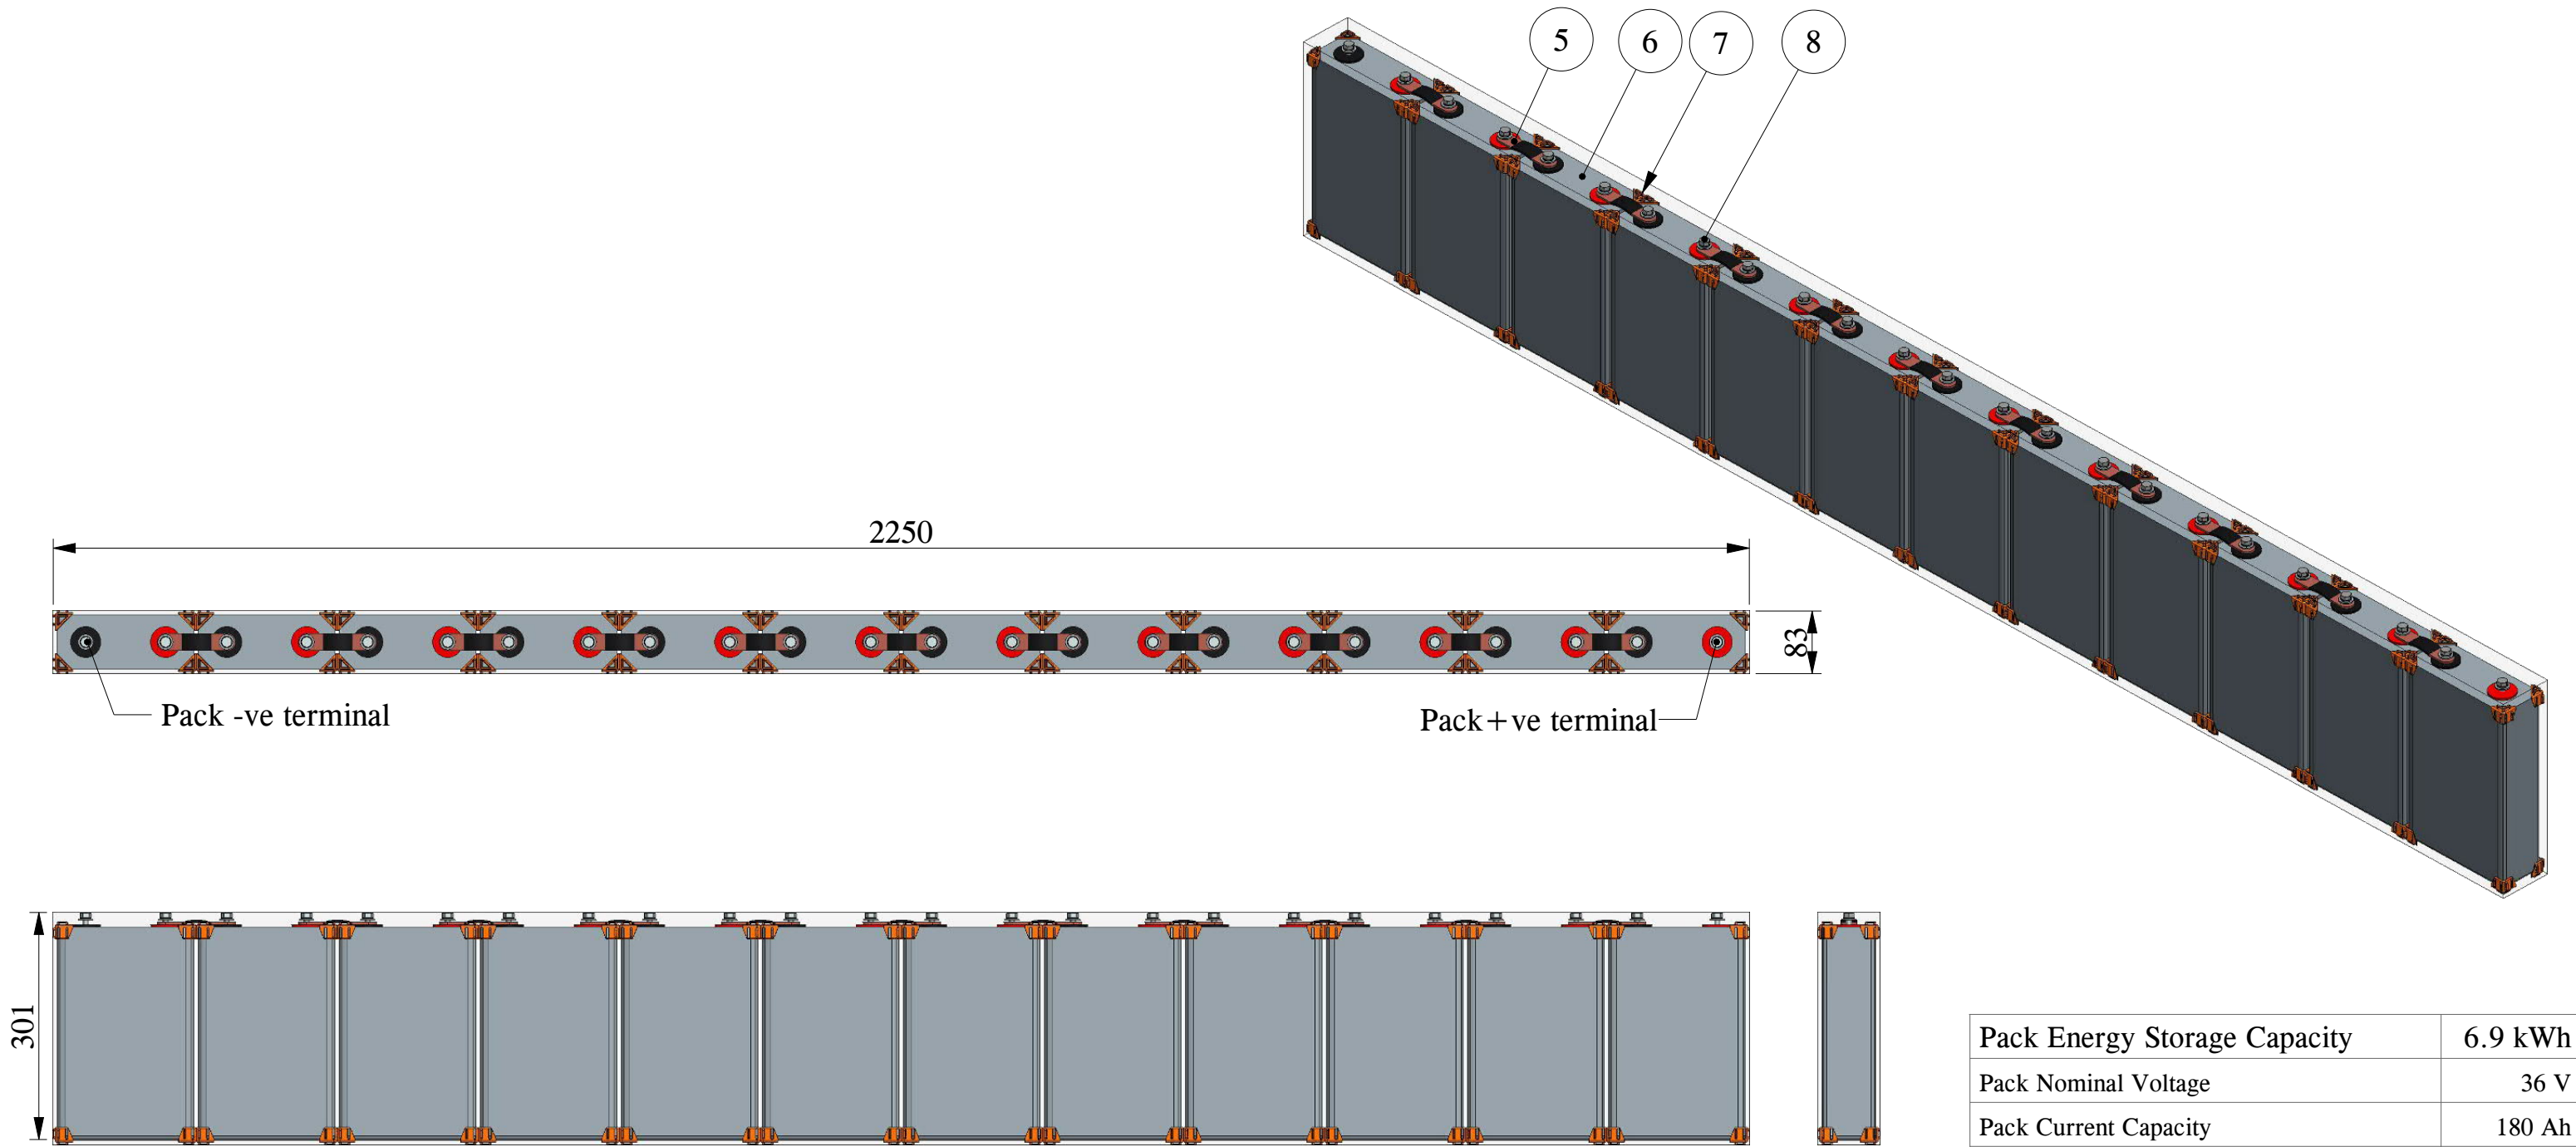 5 6 7 8
2250
83
Pack -ve terminal
Pack+ve terminal
301
Pack Energy Storage Capacity 6.9 kWh
Pack Nominal Voltage 36 V
Pack Current Capacity 180 Ah